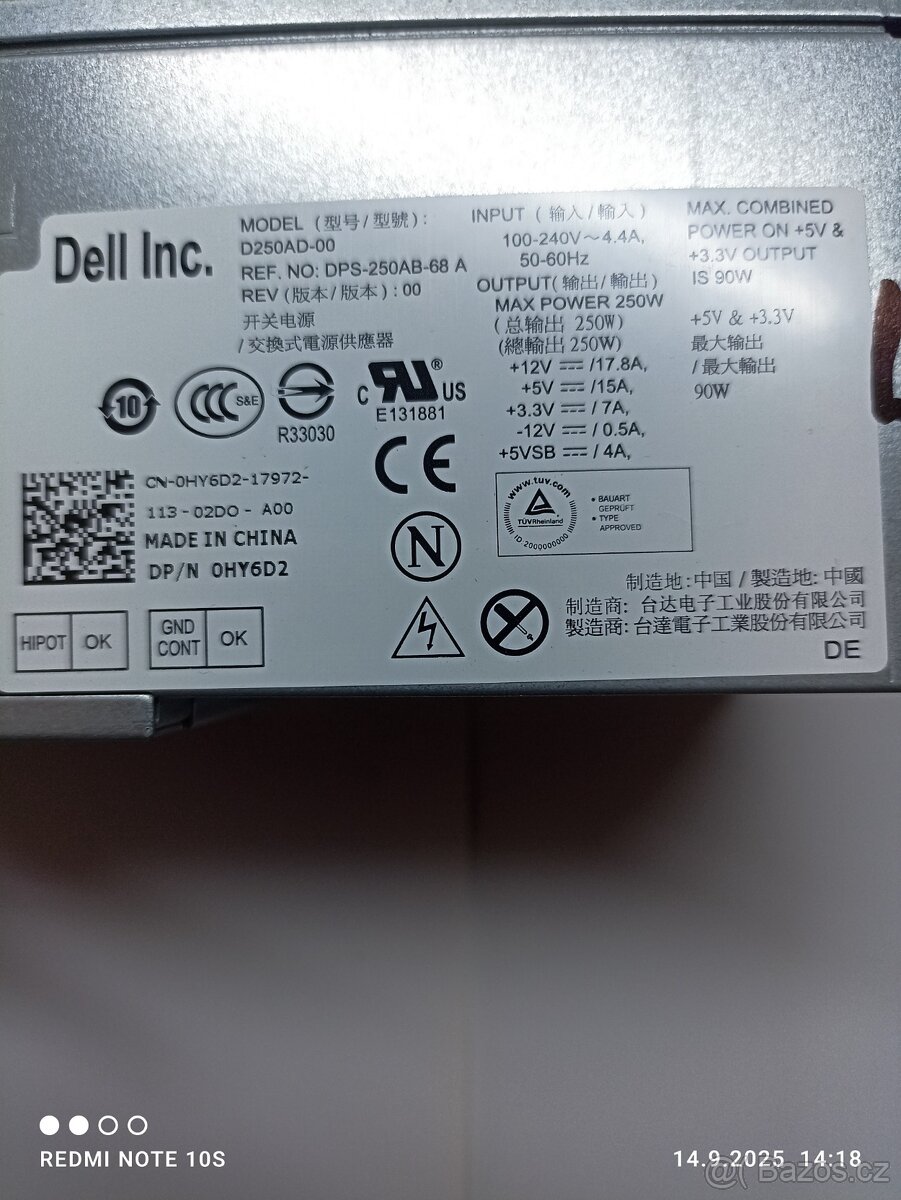 Dell Inc.
MODEL (型号/型號):
D250AD-00
REF. NO: DPS-250AB-68 A
REV (版本/版本): 00
开关电源
/交換式電源供應器
INPUT (输入/輸入)
100-240V～4.4A,
50-60Hz
OUTPUT(输出/輸出)
MAX POWER 250W
(总输出 250W)
(總輸出 250W)
+12V ⎓ /17.8A,
+5V ⎓ /15A,
+3.3V ⎓ / 7A,
-12V ⎓ / 0.5A,
+5VSB ⎓ / 4A,
MAX. COMBINED
POWER ON +5V &
+3.3V OUTPUT
IS 90W
+5V & +3.3V
最大输出
/最大輸出
90W
10
CCC S&E
R33030
c RU ® US
E131881
CE
CN-0HY6D2-17972-
113-02D0-A00
MADE IN CHINA
DP/N 0HY6D2
N
www.tuv.com
TÜVRheinland
ID 2000000000
• BAUART
GEPRÜFT
• TYPE
APPROVED
HIPOT OK
GND CONT OK
制造地: 中国 / 製造地: 中國
制造商: 台达电子工业股份有限公司
製造商: 台達電子工業股份有限公司
DE
REDMI NOTE 10S
14.9.2025 14:18
@ Bazoš.cz